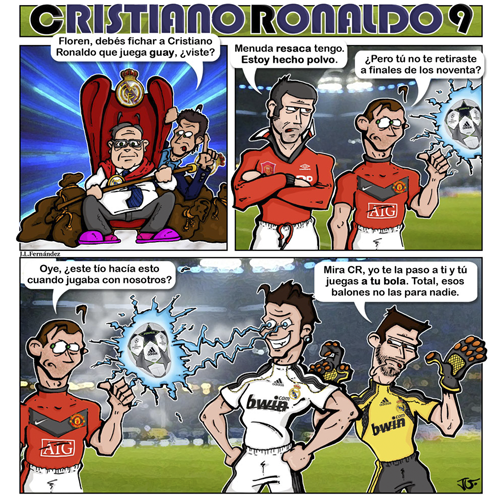 CRISTIANO RONALDO 9
Floren, debés fichar a Cristiano
Ronaldo que juega guay, ¿viste?
J.L.Fernández
Menuda resaca tengo.
Estoy hecho polvo.
¿Pero tú no te retiraste
a finales de los noventa?
AIG
Oye, ¿este tío hacía esto
cuando jugaba con nosotros?
Mira CR, yo te la paso a ti y tú
juegas a tu bola. Total, esos
balones no las para nadie.
AIG
adidas
bwin
.com
bwin
.com